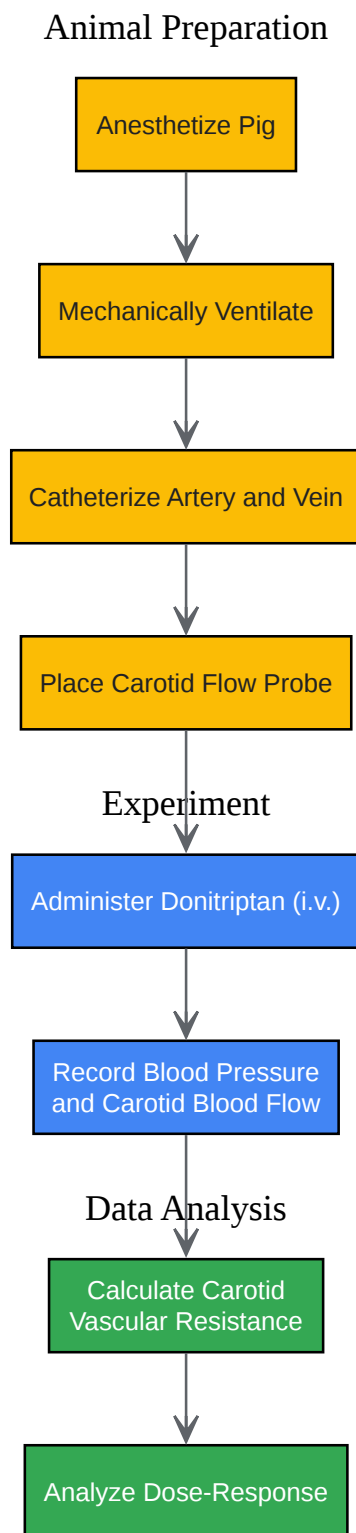 Animal Preparation
Anesthetize Pig
Mechanically Ventilate
Catheterize Artery and Vein
Place Carotid Flow Probe
Experiment
Administer Donitriptan (i.v.)
Record Blood Pressure
and Carotid Blood Flow
Data Analysis
Calculate Carotid
Vascular Resistance
Analyze Dose-Response